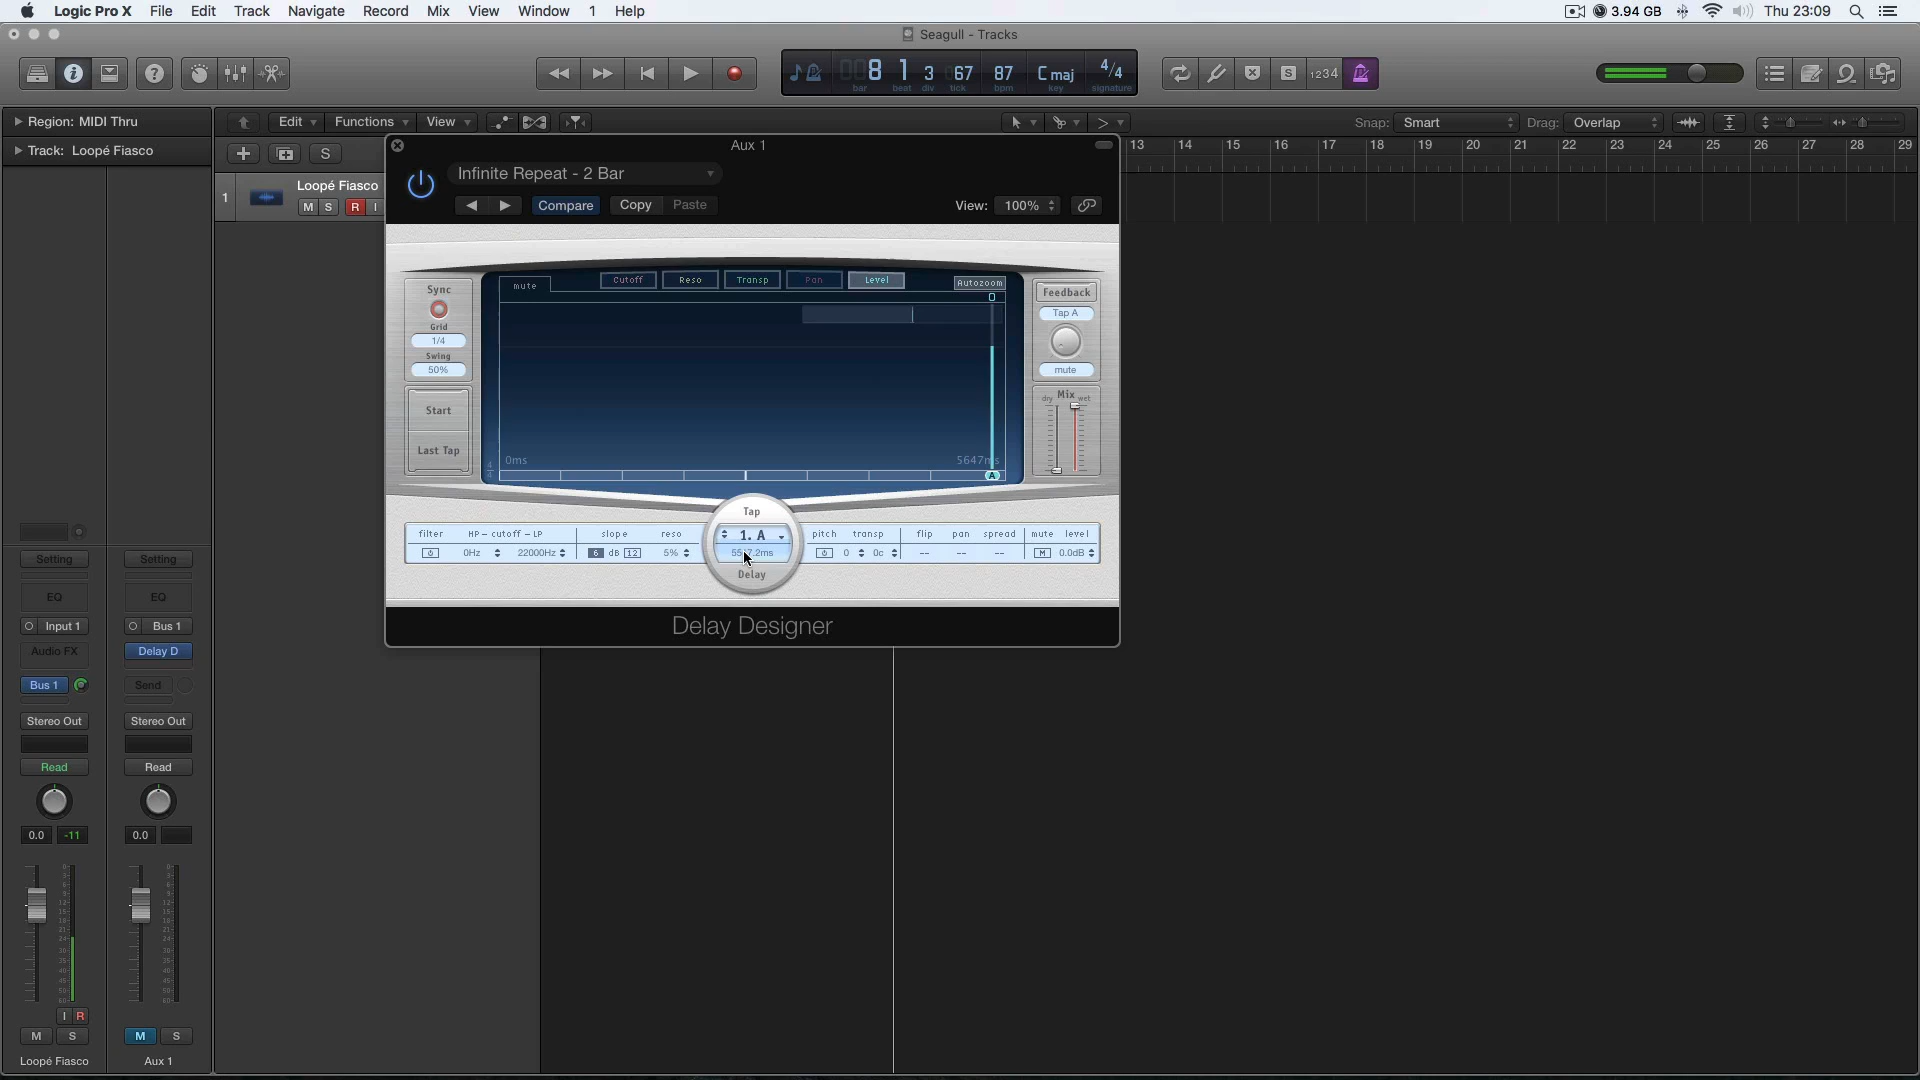 Logic Pro X File Edit Track Navigate Record Mix View Window 1 Help 3.94 GB Thu 23:09
Seagull - Tracks
8 1 3 67 87 C maj 4/4
bar beat div tick bpm key signature
S 1234
Region: MIDI Thru
Edit Functions View Snap: Smart Drag: Overlap
Track: Loopé Fiasco
S
Aux 1
13 14 15 16 17 18 19 20 21 22 23 24 25 26 27 28 29
Infinite Repeat - 2 Bar
1 Loopé Fiasco
M S R I
Compare Copy Paste View: 100%
Sync
Grid
1/4
Swing
50%
Start
Last Tap
mute Cutoff Reso Transp Pan Level Autozoom
0ms
A
Feedback
Tap A
mute
Mix
dry wet
Tap
1. A
Delay
filter HP - cutoff - LP slope reso
0Hz 22000Hz 6 dB 12 5%
pitch transp flip pan spread mute level
0 0c -- -- -- M 0.0dB
Delay Designer
Setting Setting
EQ EQ
Input 1 Bus 1
Audio FX Delay D
Bus 1 Send
Stereo Out Stereo Out
Read Read
0.0 -11 0.0
I R
M S M S
Loopé Fiasco Aux 1